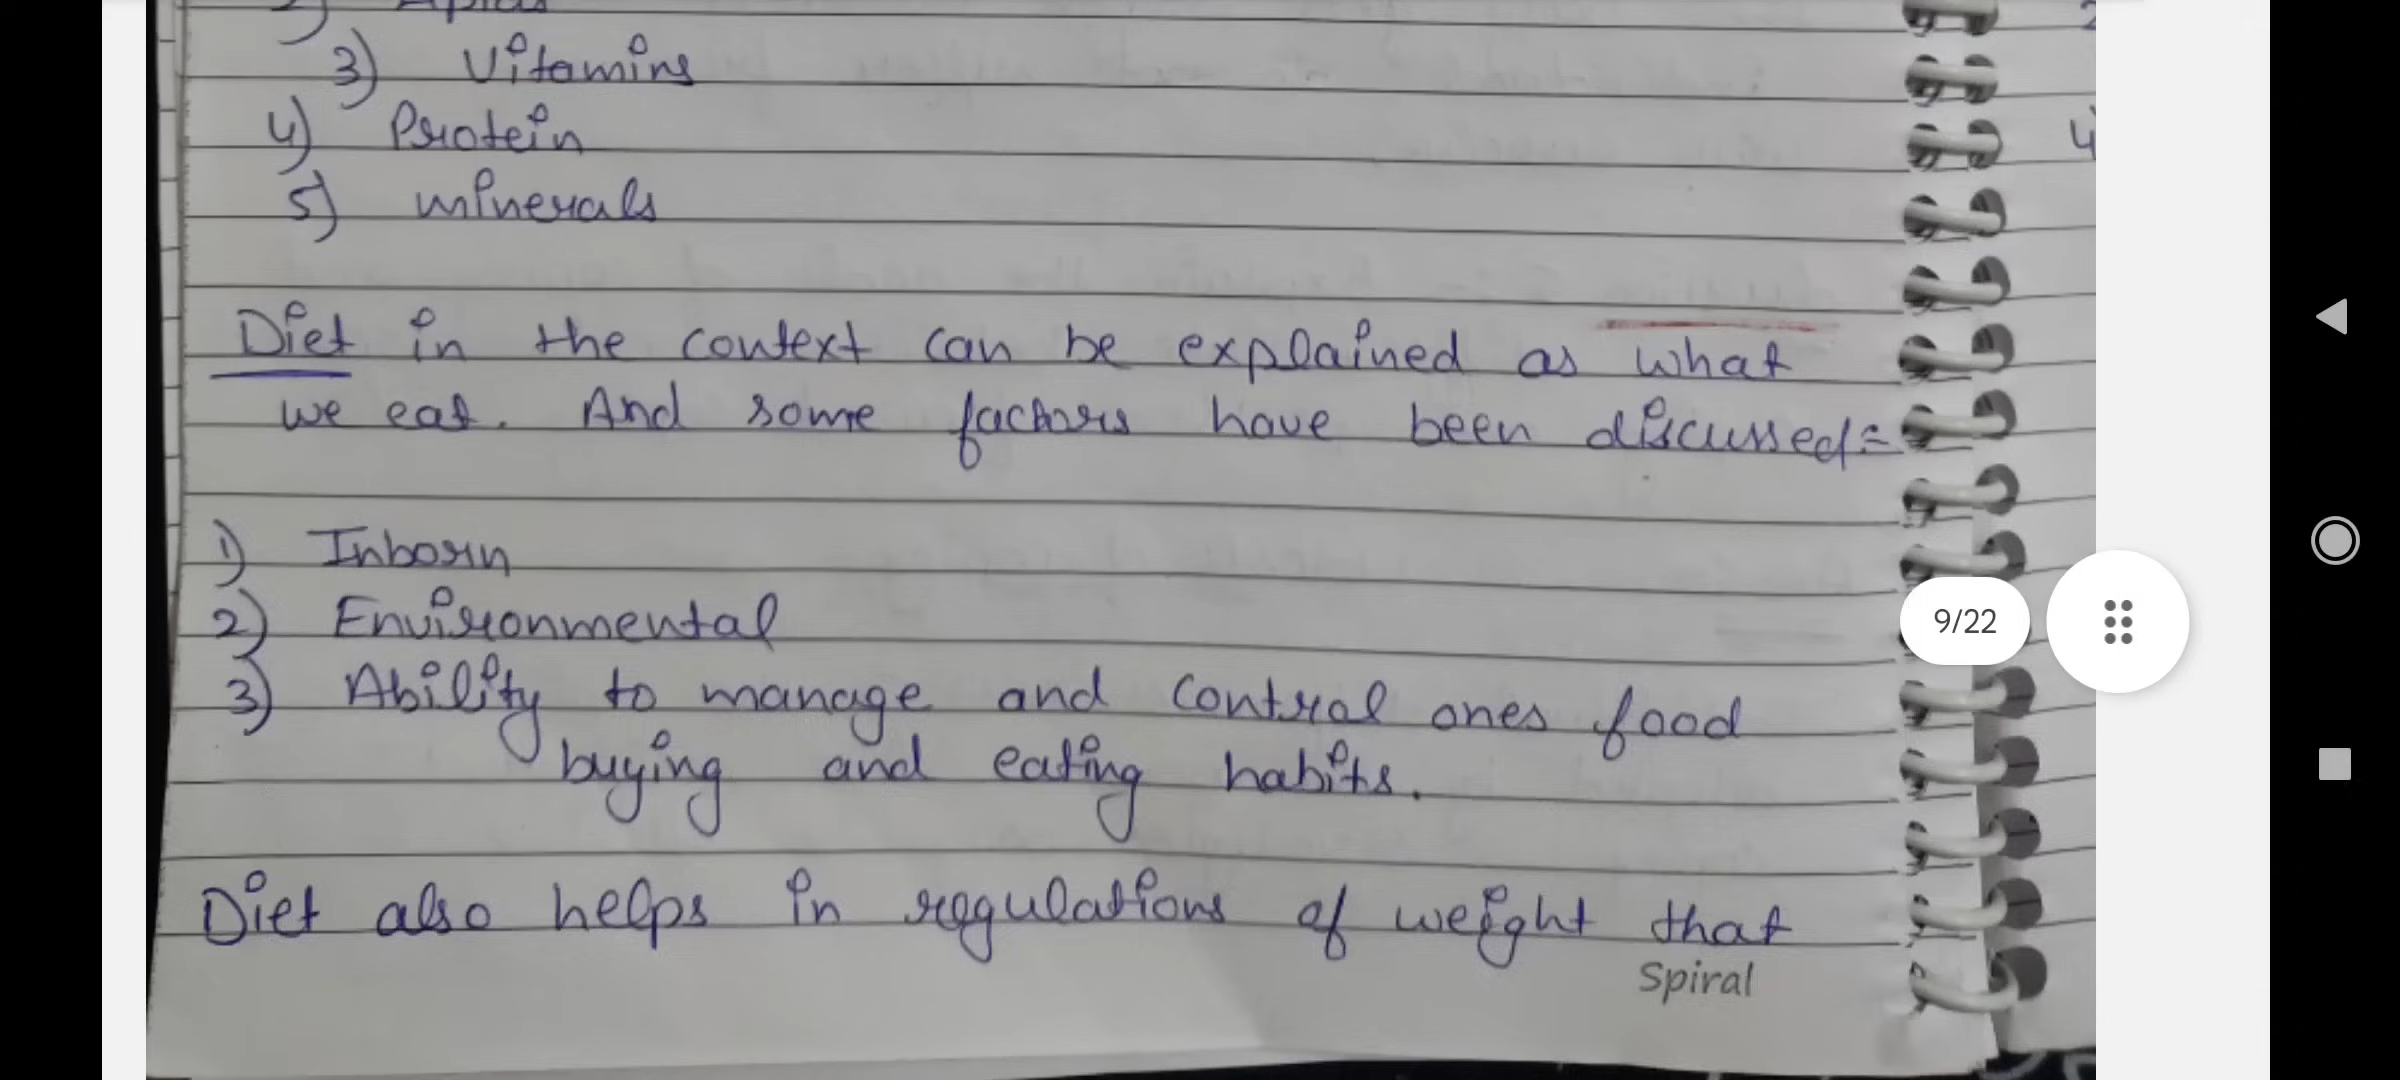 3) Vitamins
4) Protein
5) minerals
Diet in the context can be explained as what
we eat. And some factors have been discussed:
1) Inborn
2) Environmental
3) Ability to manage and control ones food
buying and eating habits.
9/22
Diet also helps in regulations of weight that
Spiral